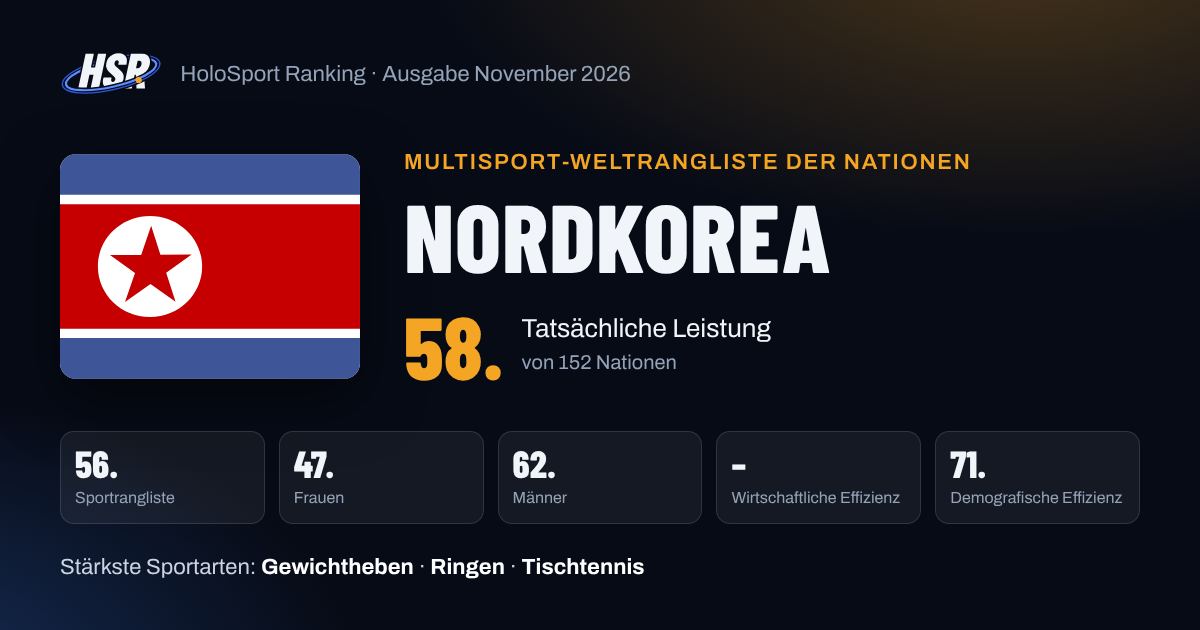 HSR
HoloSport Ranking · Ausgabe November 2026
MULTISPORT-WELTRANGLISTE DER NATIONEN
NORDKOREA
58.
Tatsächliche Leistung
von 152 Nationen
56.
Sportrangliste
47.
Frauen
62.
Männer
–
Wirtschaftliche Effizienz
71.
Demografische Effizienz
Stärkste Sportarten: Gewichtheben · Ringen · Tischtennis